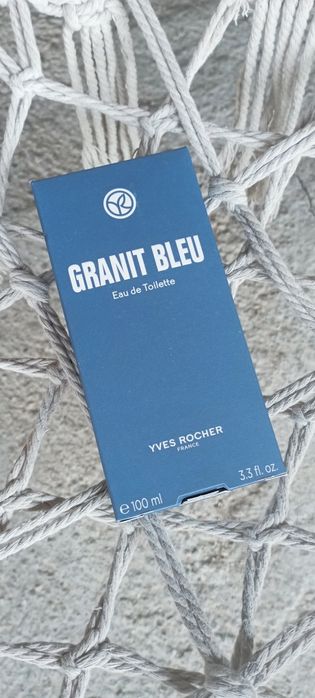 GRANIT BLEU
Eau de Toilette
YVES ROCHER
FRANCE
℮ 100 ml 3.3 fl. oz.